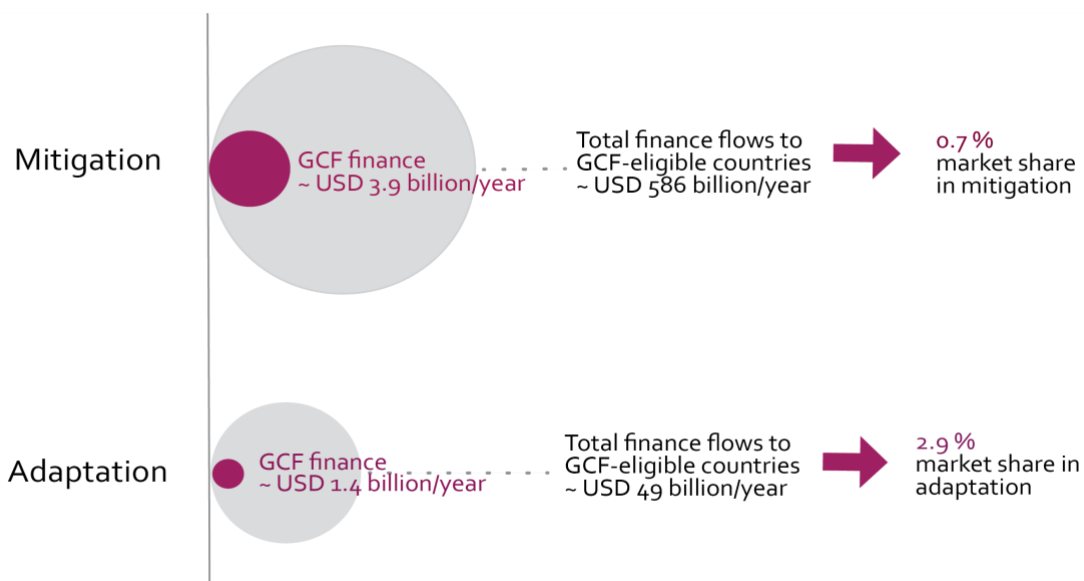 Mitigation
GCF finance
~ USD 3.9 billion/year
Total finance flows to
GCF-eligible countries
~ USD 586 billion/year
0.7 %
market share
in mitigation
Adaptation
GCF finance
~ USD 1.4 billion/year
Total finance flows to
GCF-eligible countries
~ USD 49 billion/year
2.9 %
market share in
adaptation